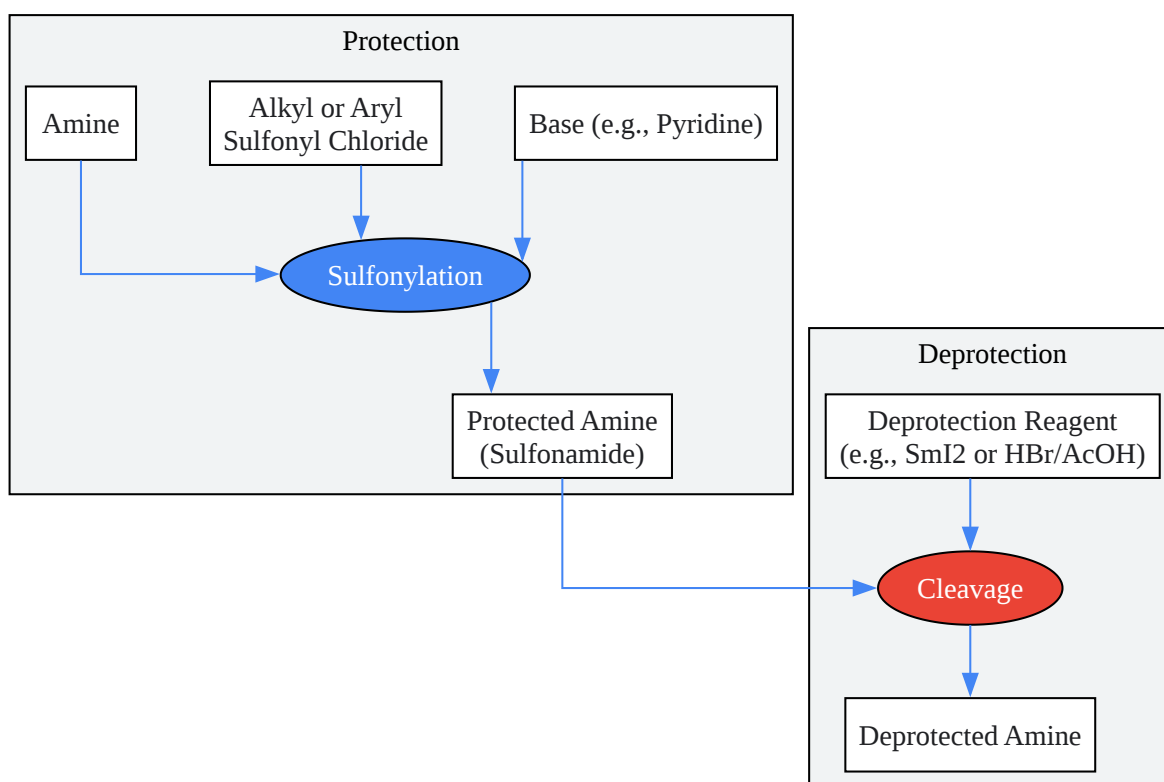 Protection
Amine
Alkyl or Aryl
Sulfonyl Chloride
Base (e.g., Pyridine)
Sulfonylation
Protected Amine
(Sulfonamide)
Deprotection
Deprotection Reagent
(e.g., SmI2 or HBr/AcOH)
Cleavage
Deprotected Amine